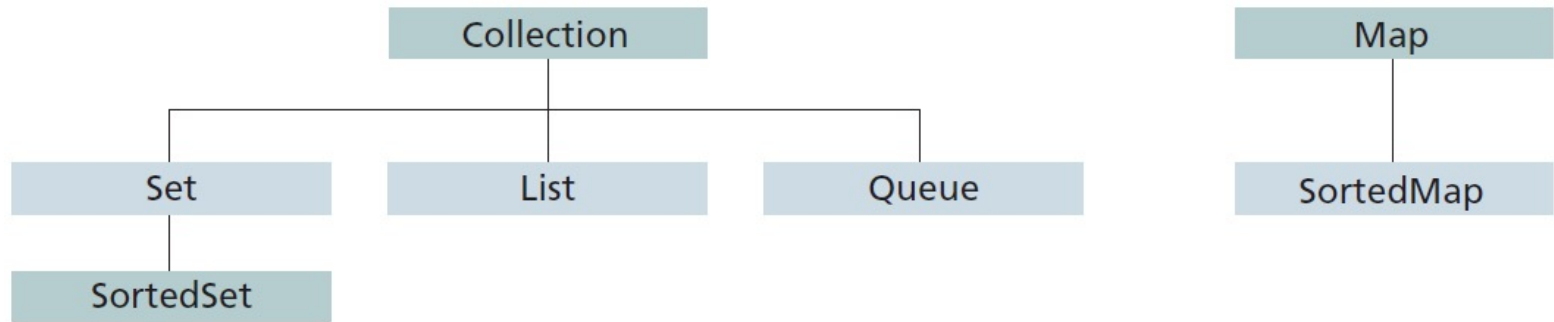 Collection
Map
Set
List
Queue
SortedMap
SortedSet